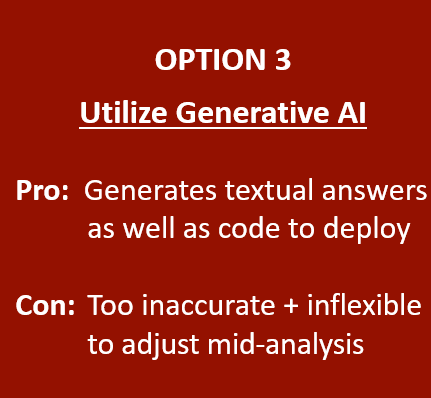 OPTION 3
Utilize Generative AI
Pro: Generates textual answers
as well as code to deploy
Con: Too inaccurate + inflexible
to adjust mid-analysis